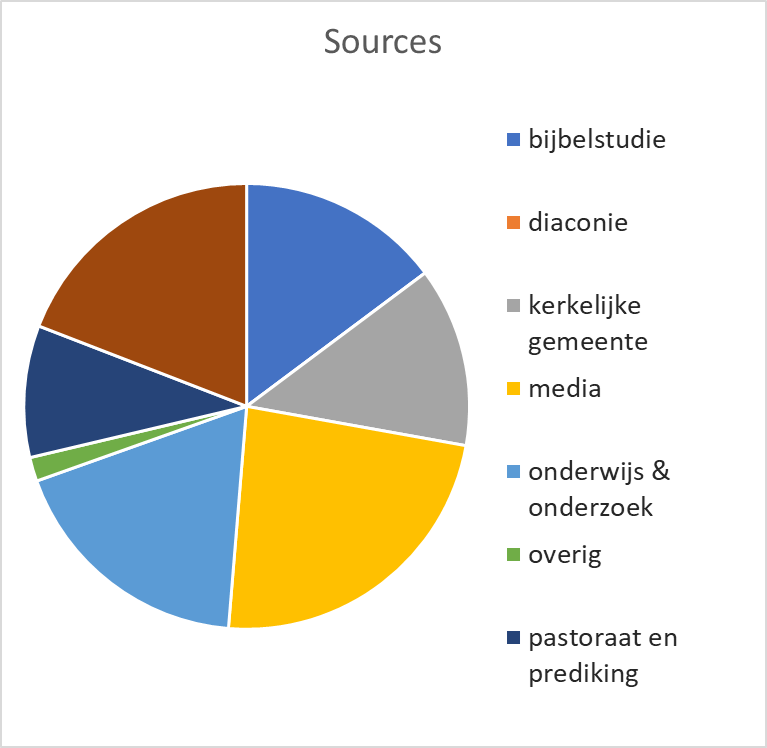 Sources
bijbelstudie
diaconie
kerkelijke
gemeente
media
onderwijs &
onderzoek
overig
pastoraat en
prediking